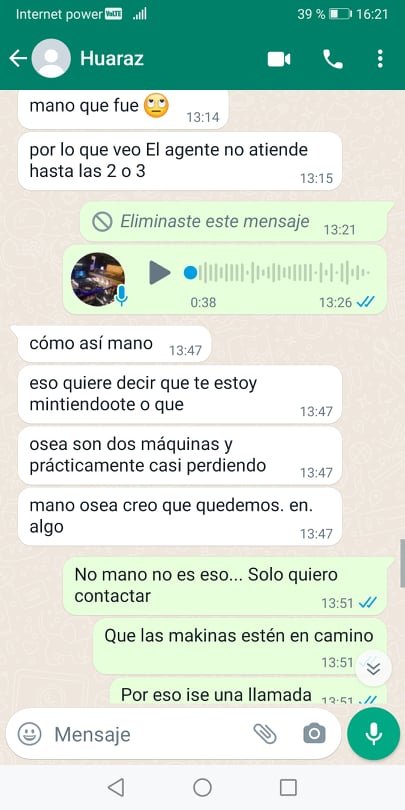 Internet power VoLTE 39 % 16:21
Huaraz
mano que fue 🙄 13:14
por lo que veo El agente no atiende
hasta las 2 o 3 13:15
Eliminaste este mensaje 13:21
0:38 13:26
cómo así mano 13:47
eso quiere decir que te estoy
mintiendoote o que 13:47
osea son dos máquinas y
prácticamente casi perdiendo 13:47
mano osea creo que quedemos. en.
algo 13:47
No mano no es eso... Solo quiero
contactar 13:51
Que las makinas estén en camino
13:51
Por eso ise una llamada 13:51
Mensaje